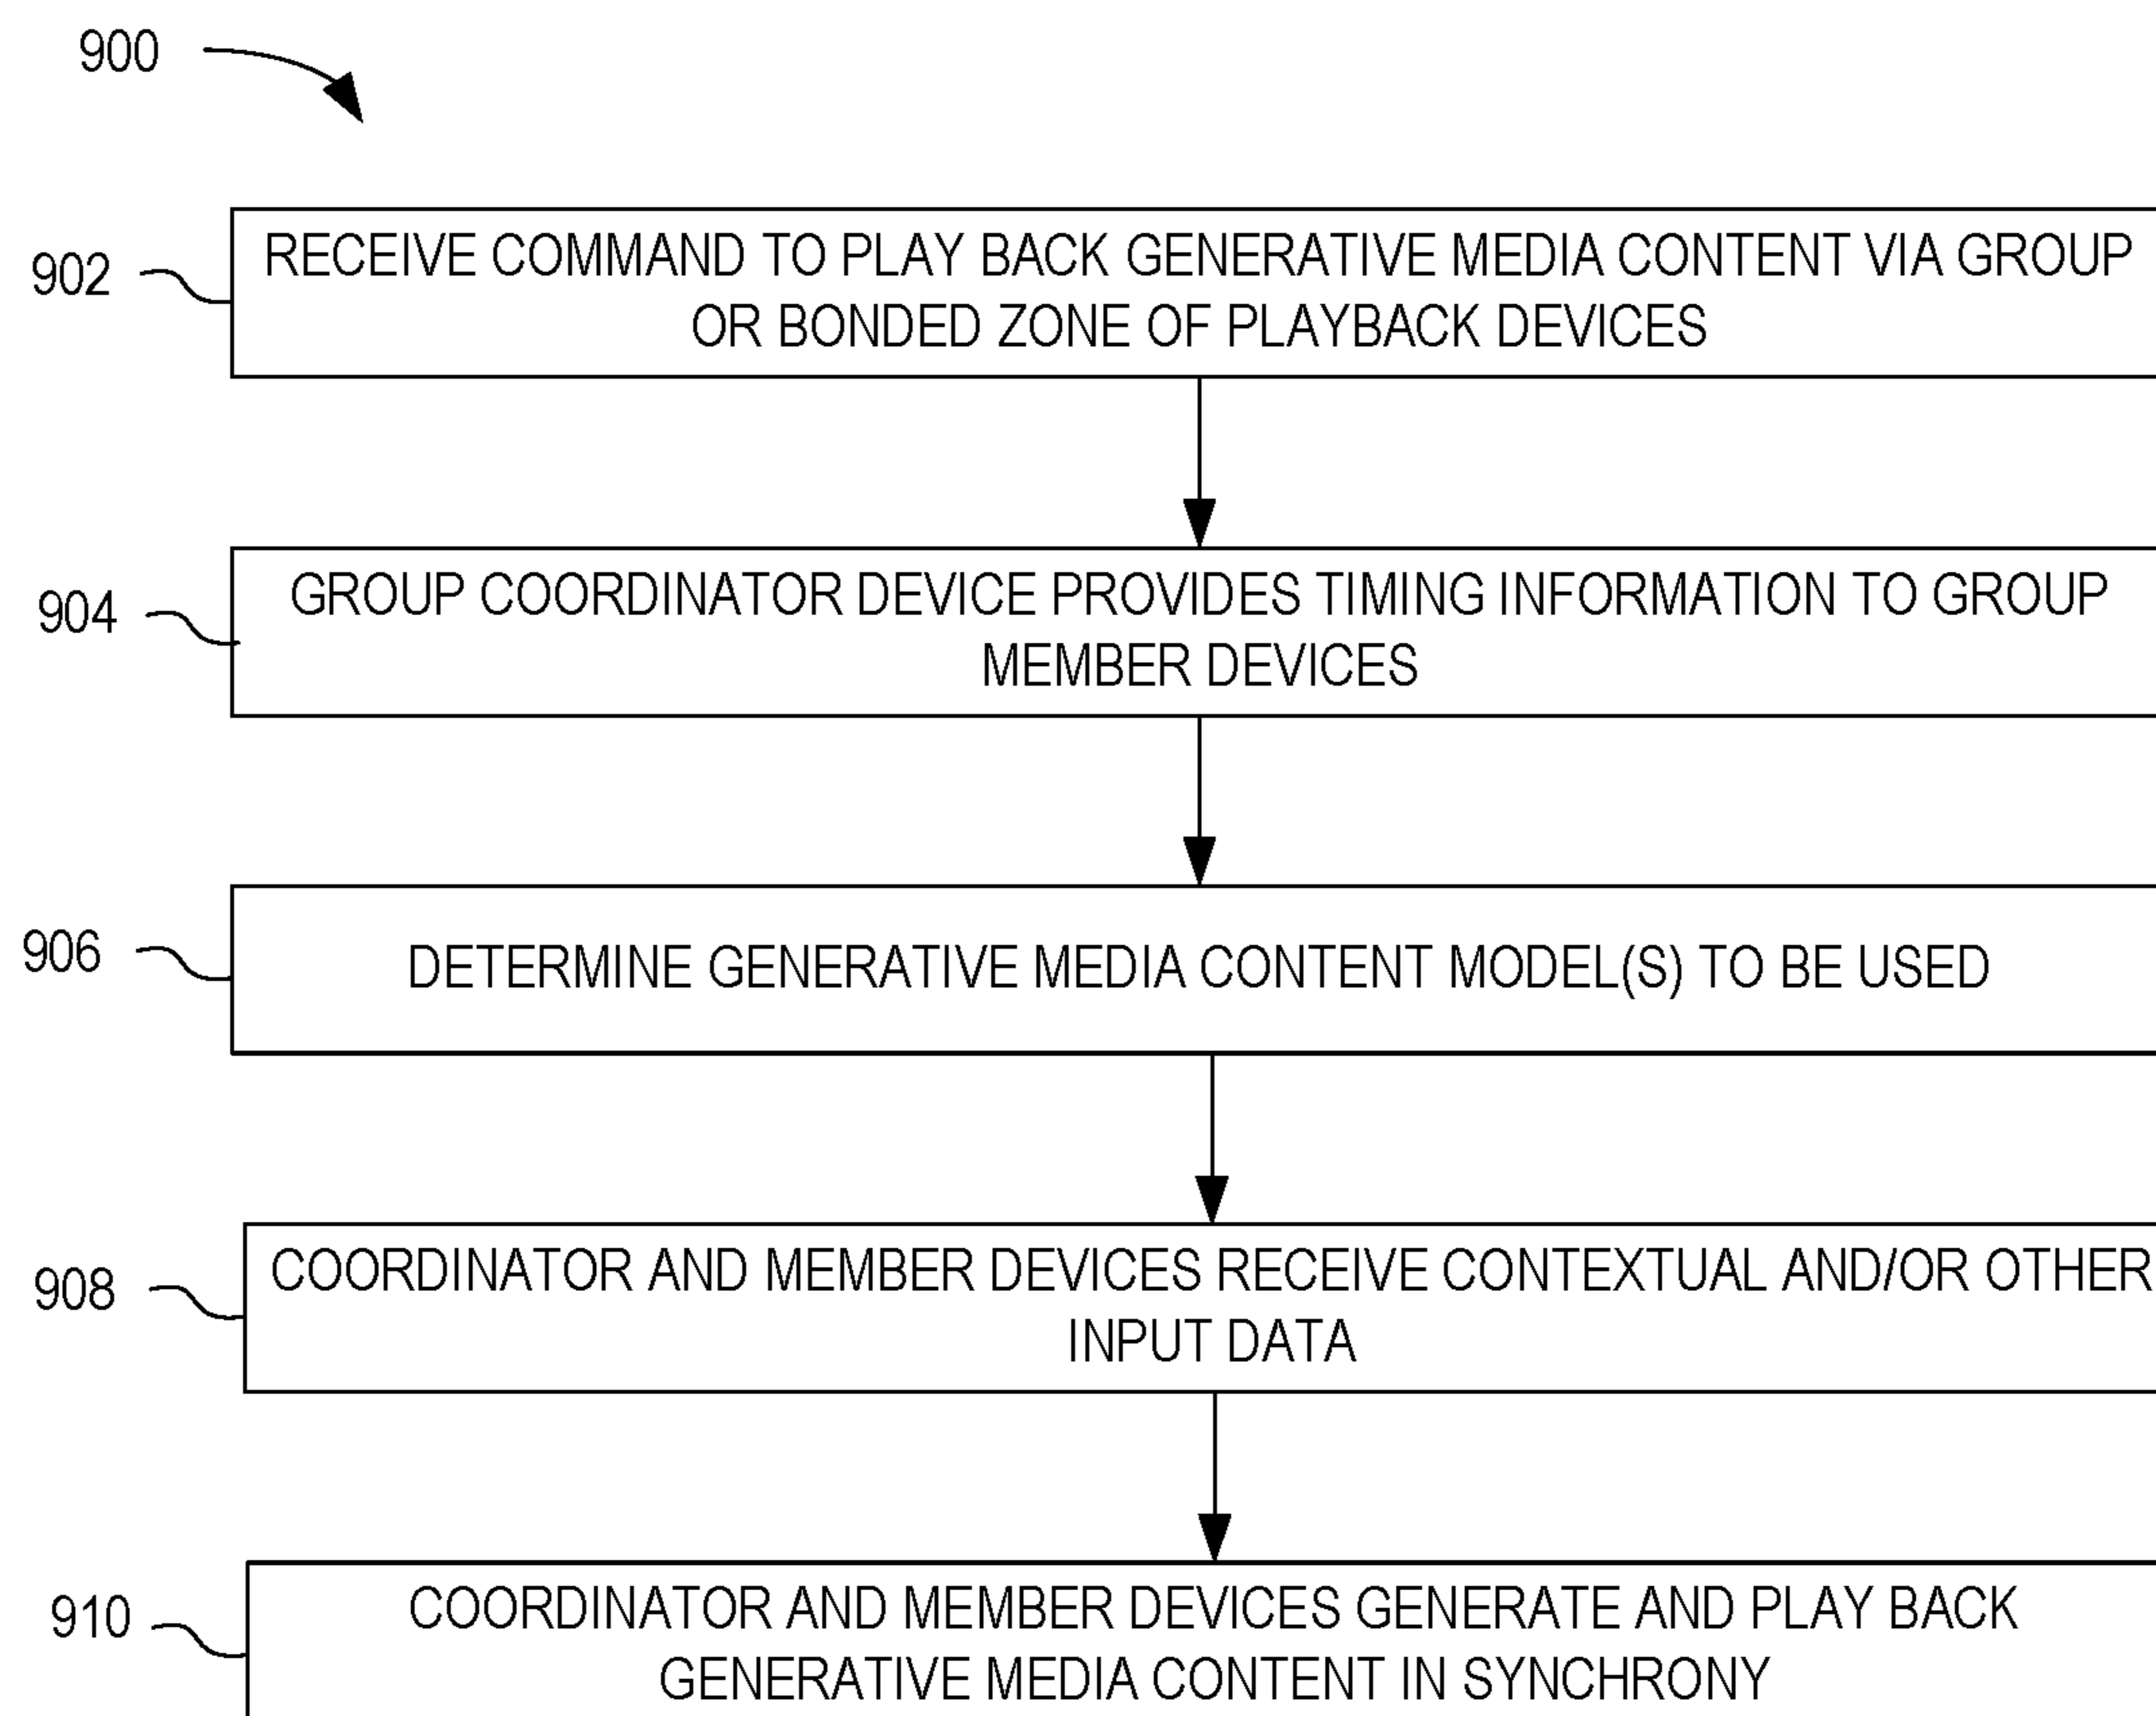 900
902
RECEIVE COMMAND TO PLAY BACK GENERATIVE MEDIA CONTENT VIA GROUP
OR BONDED ZONE OF PLAYBACK DEVICES
904
GROUP COORDINATOR DEVICE PROVIDES TIMING INFORMATION TO GROUP
MEMBER DEVICES
906
DETERMINE GENERATIVE MEDIA CONTENT MODEL(S) TO BE USED
908
COORDINATOR AND MEMBER DEVICES RECEIVE CONTEXTUAL AND/OR OTHER
INPUT DATA
910
COORDINATOR AND MEMBER DEVICES GENERATE AND PLAY BACK
GENERATIVE MEDIA CONTENT IN SYNCHRONY